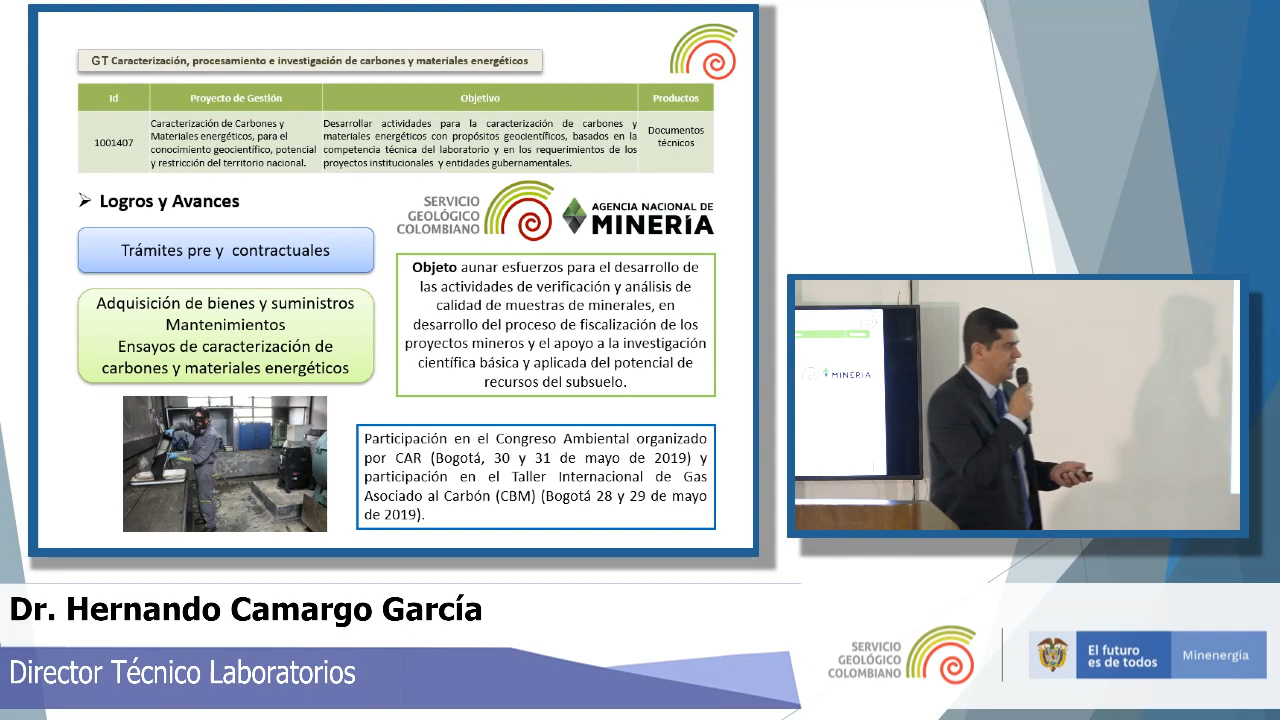 GT Caracterización, procesamiento e investigación de carbones y materiales energéticos
Id
Proyecto de Gestión
Objetivo
Productos
1001407
Caracterización de Carbones y
Materiales energéticos, para el
conocimiento geocientífico, potencial
y restricción del territorio nacional.
Desarrollar actividades para la caracterización de carbones y
materiales energéticos con propósitos geocientíficos, basados en la
competencia técnica del laboratorio y en los requerimientos de los
proyectos institucionales y entidades gubernamentales.
Documentos
técnicos
Logros y Avances
SERVICIO
GEOLÓGICO
COLOMBIANO
AGENCIA NACIONAL DE
MINERÍA
Trámites pre y contractuales
Adquisición de bienes y suministros
Mantenimientos
Ensayos de caracterización de
carbones y materiales energéticos
Objeto aunar esfuerzos para el desarrollo de
las actividades de verificación y análisis de
calidad de muestras de minerales, en
desarrollo del proceso de fiscalización de los
proyectos mineros y el apoyo a la investigación
científica básica y aplicada del potencial de
recursos del subsuelo.
Participación en el Congreso Ambiental organizado
por CAR (Bogotá, 30 y 31 de mayo de 2019) y
participación en el Taller Internacional de Gas
Asociado al Carbón (CBM) (Bogotá 28 y 29 de mayo
de 2019).
MINERÍA
Dr. Hernando Camargo García
Director Técnico Laboratorios
SERVICIO
GEOLÓGICO
COLOMBIANO
El futuro
es de todos
Minenergía